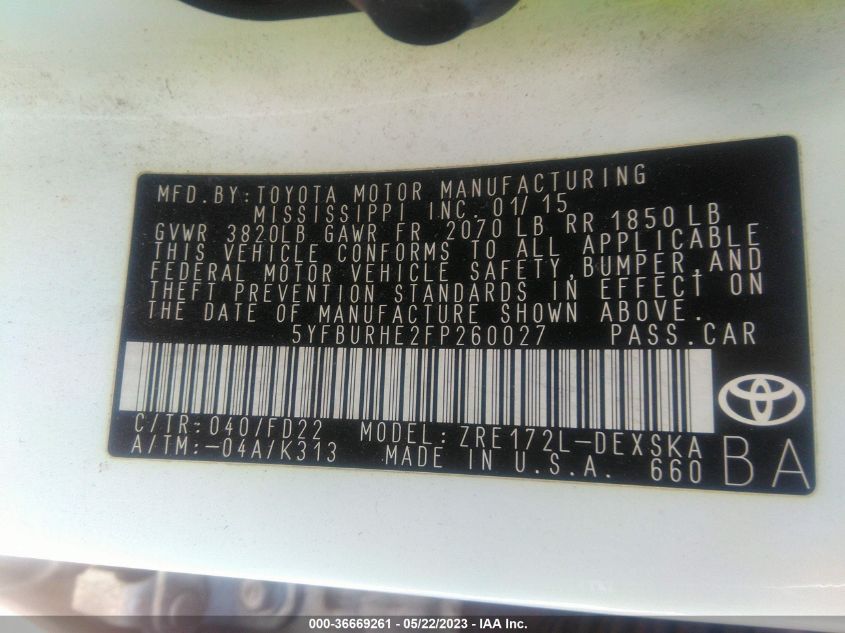 MFD.BY:TOYOTA MOTOR MANUFACTURING
MISSISSIPPI INC. 01/15
GVWR 3820LB GAWR FR 2070 LB RR 1850 LB
THIS VEHICLE CONFORMS TO ALL APPLICABLE
FEDERAL MOTOR VEHICLE SAFETY,BUMPER,AND
THEFT PREVENTION STANDARDS IN EFFECT ON
THE DATE OF MANUFACTURE SHOWN ABOVE.
5YFBURHE2FP260027 PASS.CAR
C/TR:040/FD22 MODEL:ZRE172L-DEXSKA
A/TM:-04A/K313 MADE IN U.S.A. 660
BA
000-36669261 - 05/22/2023 - IAA Inc.